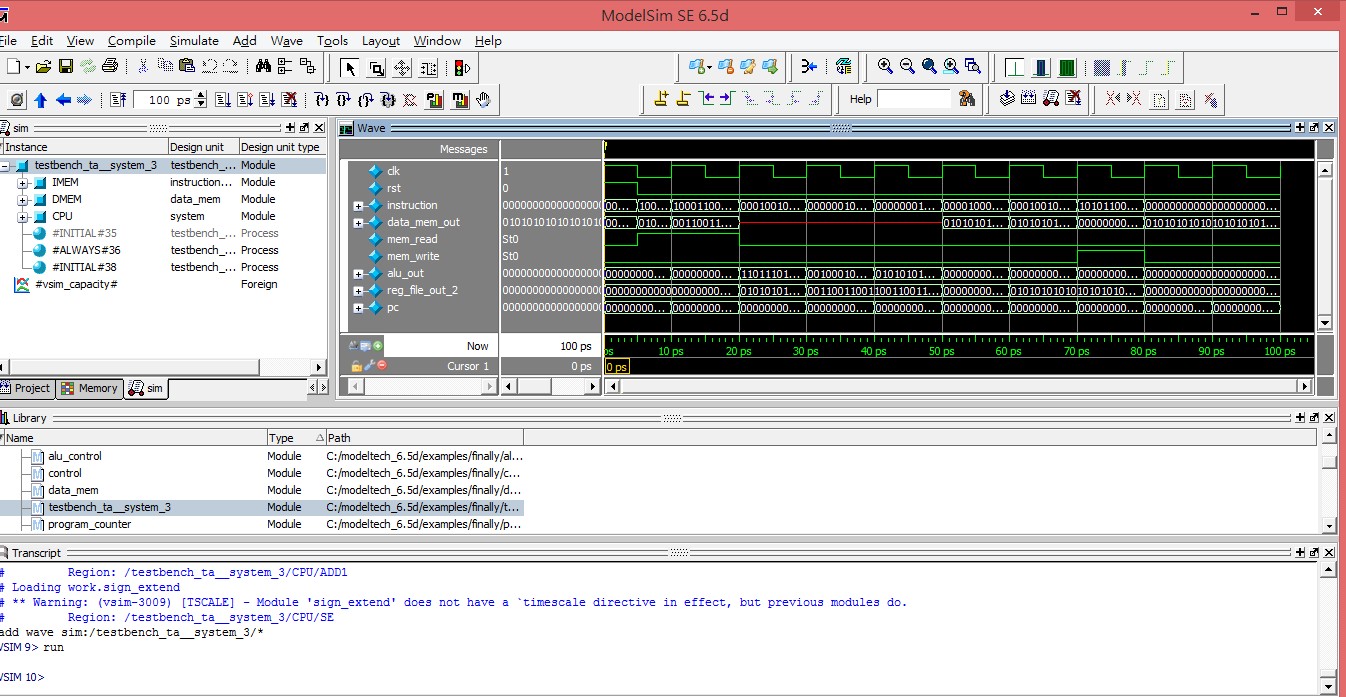 ModelSim SE 6.5d
File Edit View Compile Simulate Add Wave Tools Layout Window Help
100 ps
Help
sim
Instance Design unit Design unit type
testbench_ta__system_3 testbench_... Module
IMEM instruction... Module
DMEM data_mem Module
CPU system Module
#INITIAL#35 testbench_... Process
#ALWAYS#36 testbench_... Process
#INITIAL#38 testbench_... Process
#vsim_capacity# Foreign
Project Memory sim
Wave
Messages
clk 1
rst 0
instruction 0000000000000000 00... 100... 10001100... 00010010... 00000010... 00000001... 00001000... 00010010... 10101100... 0000000000000000...
data_mem_out 0101010101010101 00... 010... 00110011... 01010101... 01010101... 00000000... 01010101010101010101...
mem_read St0
mem_write St0
alu_out 0000000000000000 00000000... 00000000... 11011101... 00100010... 01010101... 00000000... 00000000... 00000000... 00000000000000000000...
reg_file_out_2 0000000000000000 0000000000000000... 01010101... 00110011001100110011... 00000000... 0101010101010101010... 00000000000000000000...
pc 0000000000000000 00000000... 00000000... 00000000... 00000000... 00000000... 00000000... 00000000... 00000000... 00000000... 00000000...
Now 100 ps
ps 10 ps 20 ps 30 ps 40 ps 50 ps 60 ps 70 ps 80 ps 90 ps 100 ps
Cursor 1 0 ps 0 ps
Library
Name Type Path
alu_control Module C:/modeltech_6.5d/examples/finally/al...
control Module C:/modeltech_6.5d/examples/finally/c...
data_mem Module C:/modeltech_6.5d/examples/finally/d...
testbench_ta__system_3 Module C:/modeltech_6.5d/examples/finally/t...
program_counter Module C:/modeltech_6.5d/examples/finally/p...
Transcript
# Region: /testbench_ta__system_3/CPU/ADD1
# Loading work.sign_extend
# ** Warning: (vsim-3009) [TSCALE] - Module 'sign_extend' does not have a `timescale directive in effect, but previous modules do.
# Region: /testbench_ta__system_3/CPU/SE
add wave sim:/testbench_ta__system_3/*
VSIM 9> run
VSIM 10>